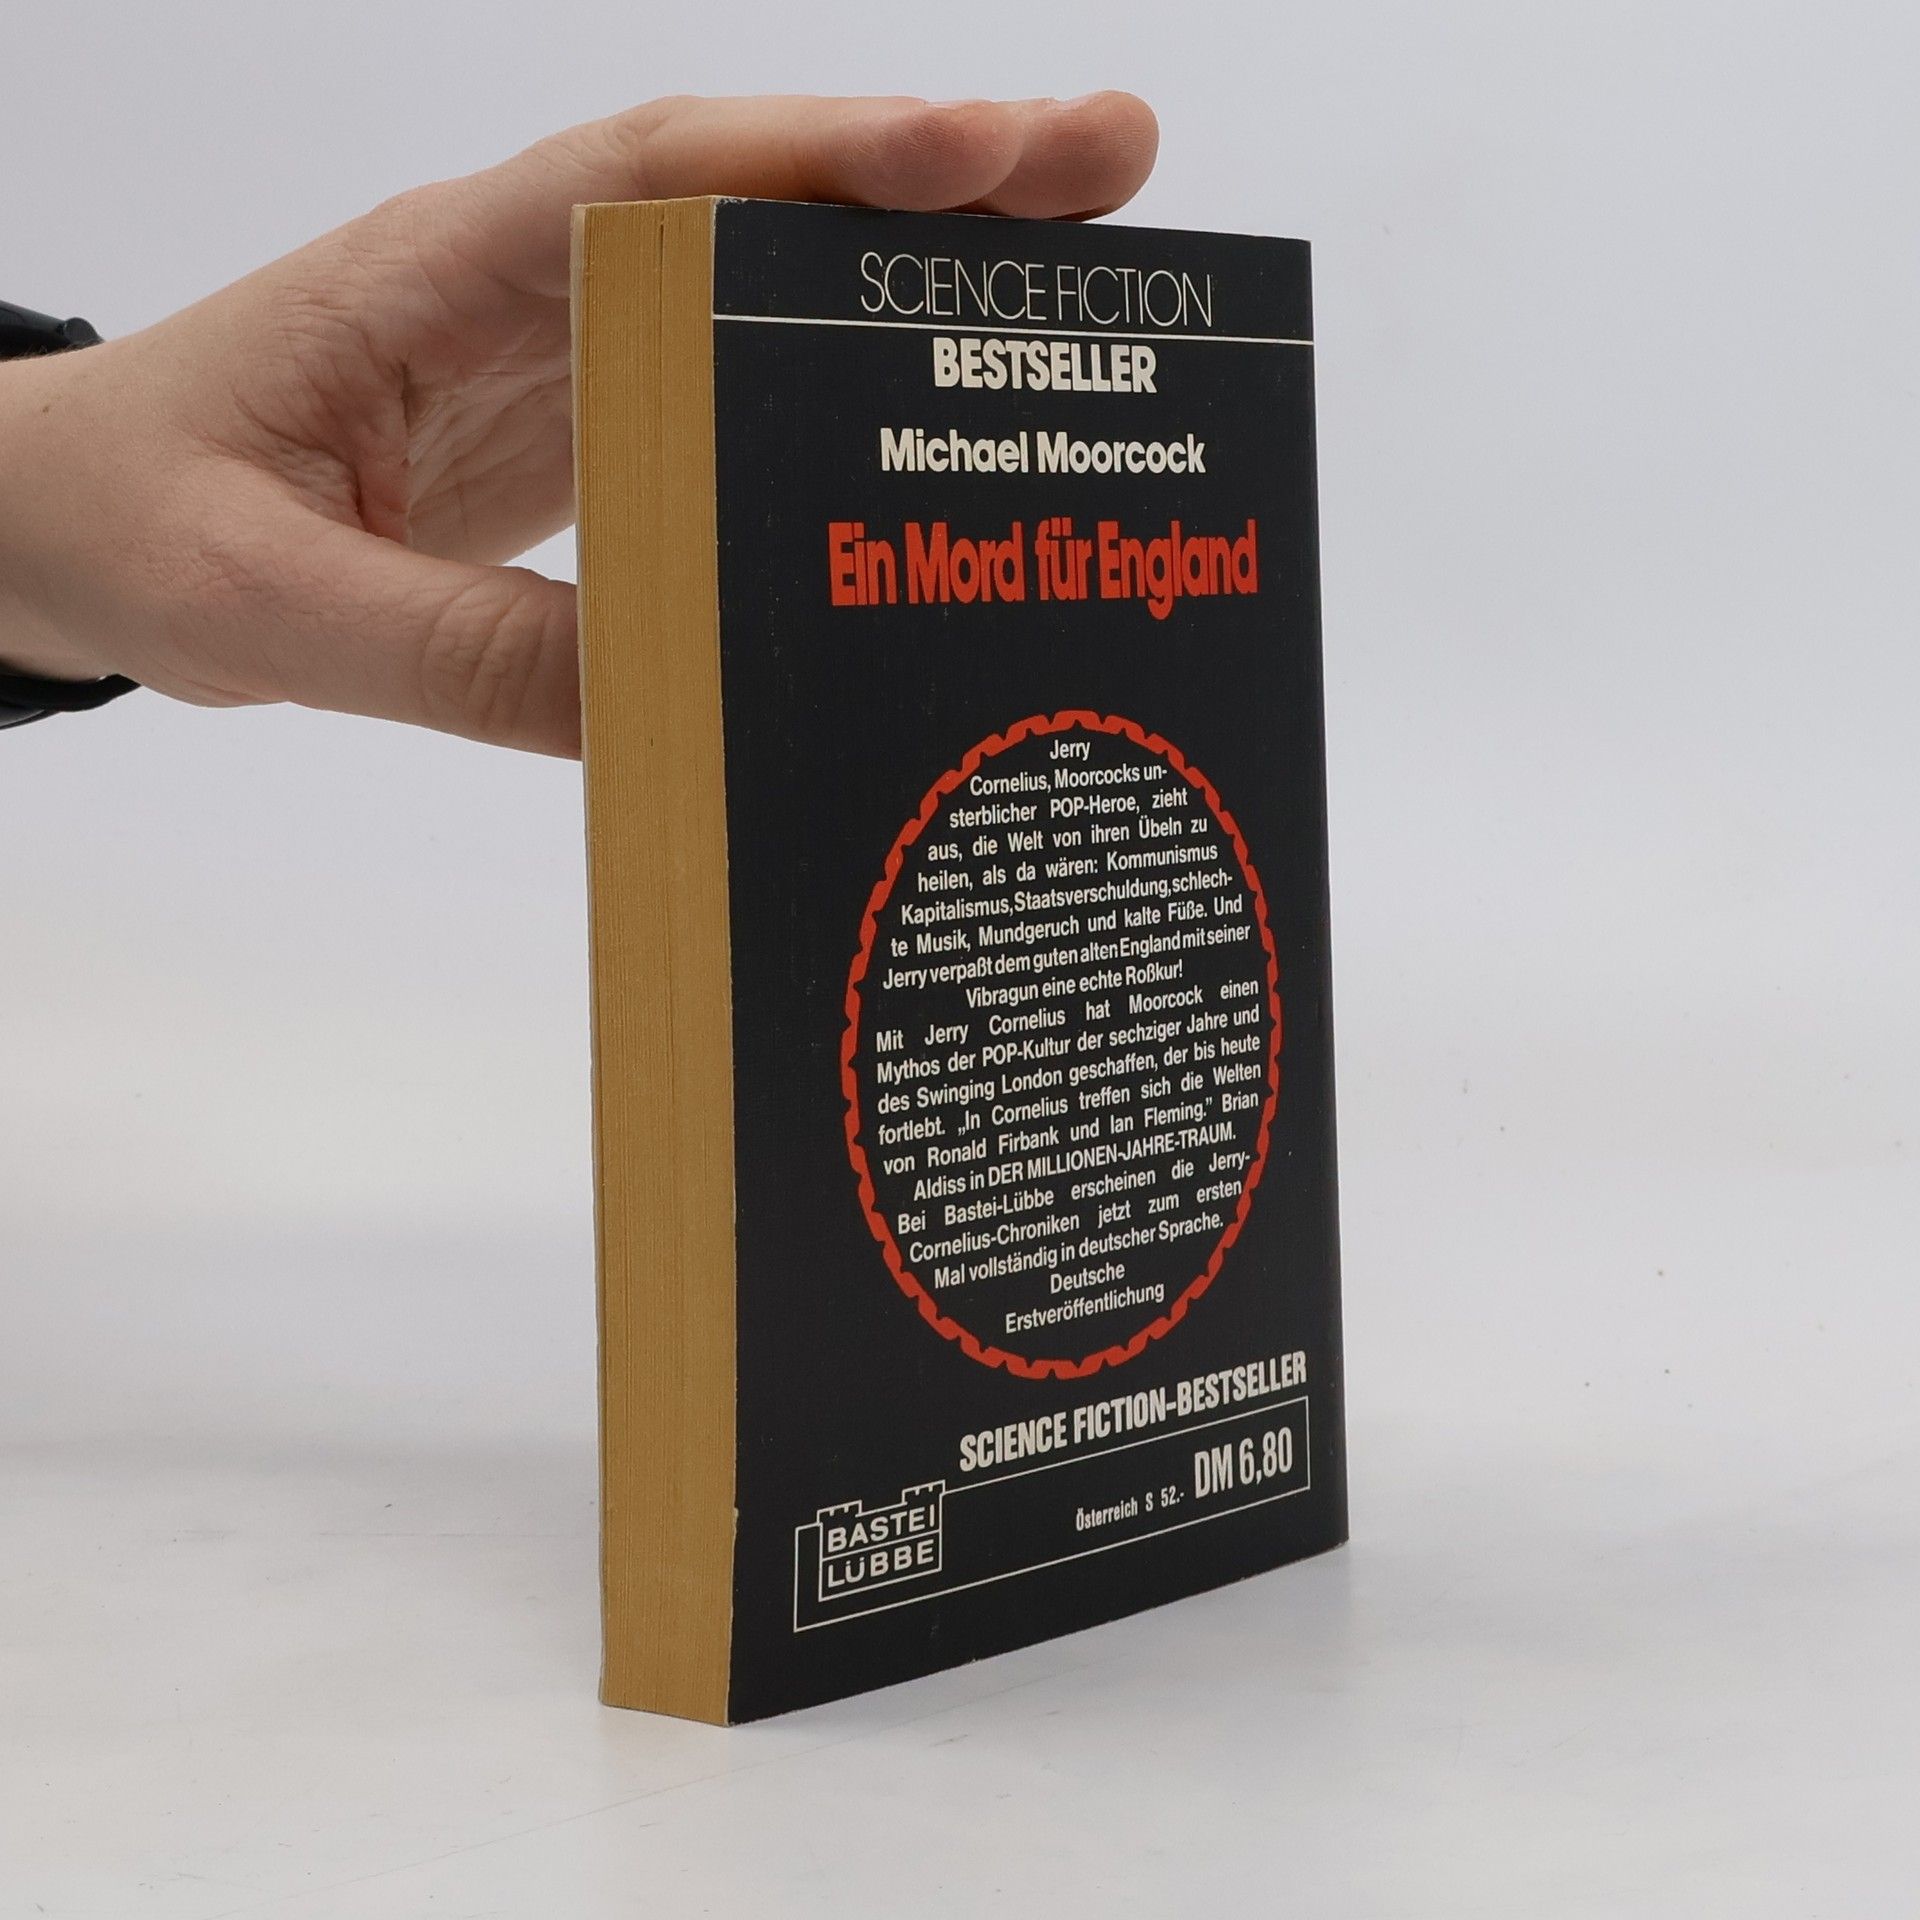 SCIENCE FICTION
BESTSELLER
Michael Moorcock
Ein Mord für England
Jerry
Cornelius, Moorcocks un-
sterblicher POP-Heroe, zieht
aus, die Welt von ihren Übeln zu
heilen, als da wären: Kommunismus
Kapitalismus, Staatsverschuldung, schlech-
te Musik, Mundgeruch und kalte Füße. Und
Jerry verpaßt dem guten alten England mit seiner
Vibragun eine echte Roßkur!
Mit Jerry Cornelius hat Moorcock einen
Mythos der POP-Kultur der sechziger Jahre und
des Swinging London geschaffen, der bis heute
fortlebt. „In Cornelius treffen sich die Welten
von Ronald Firbank und Ian Fleming.” Brian
Aldiss in DER MILLIONEN-JAHRE-TRAUM.
Bei Bastei-Lübbe erscheinen die Jerry-
Cornelius-Chroniken jetzt zum ersten
Mal vollständig in deutscher Sprache.
Deutsche
Erstveröffentlichung
SCIENCE FICTION-BESTSELLER
Österreich S 52.- DM 6,80
BASTEI
LÜBBE